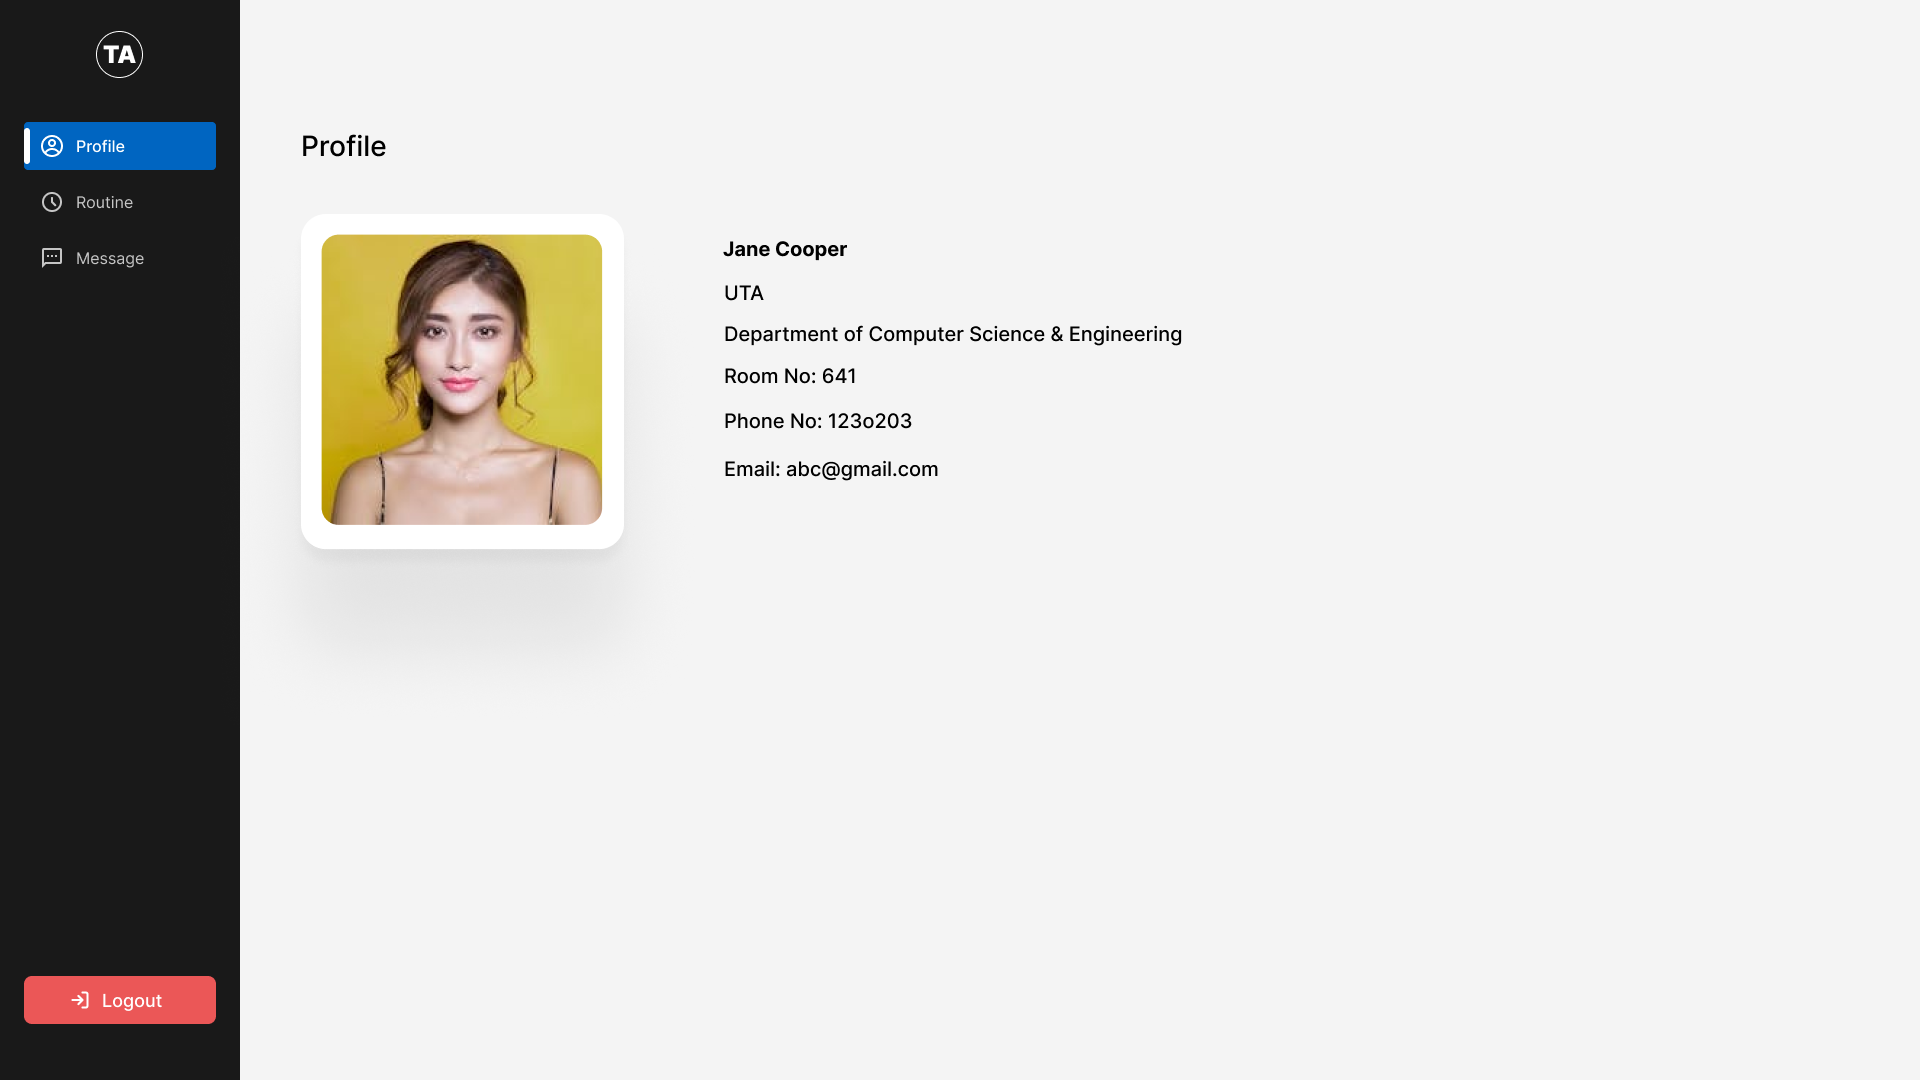 TA
Profile
Routine
Message
Logout
Profile
Jane Cooper
UTA
Department of Computer Science & Engineering
Room No: 641
Phone No: 123o203
Email: abc@gmail.com